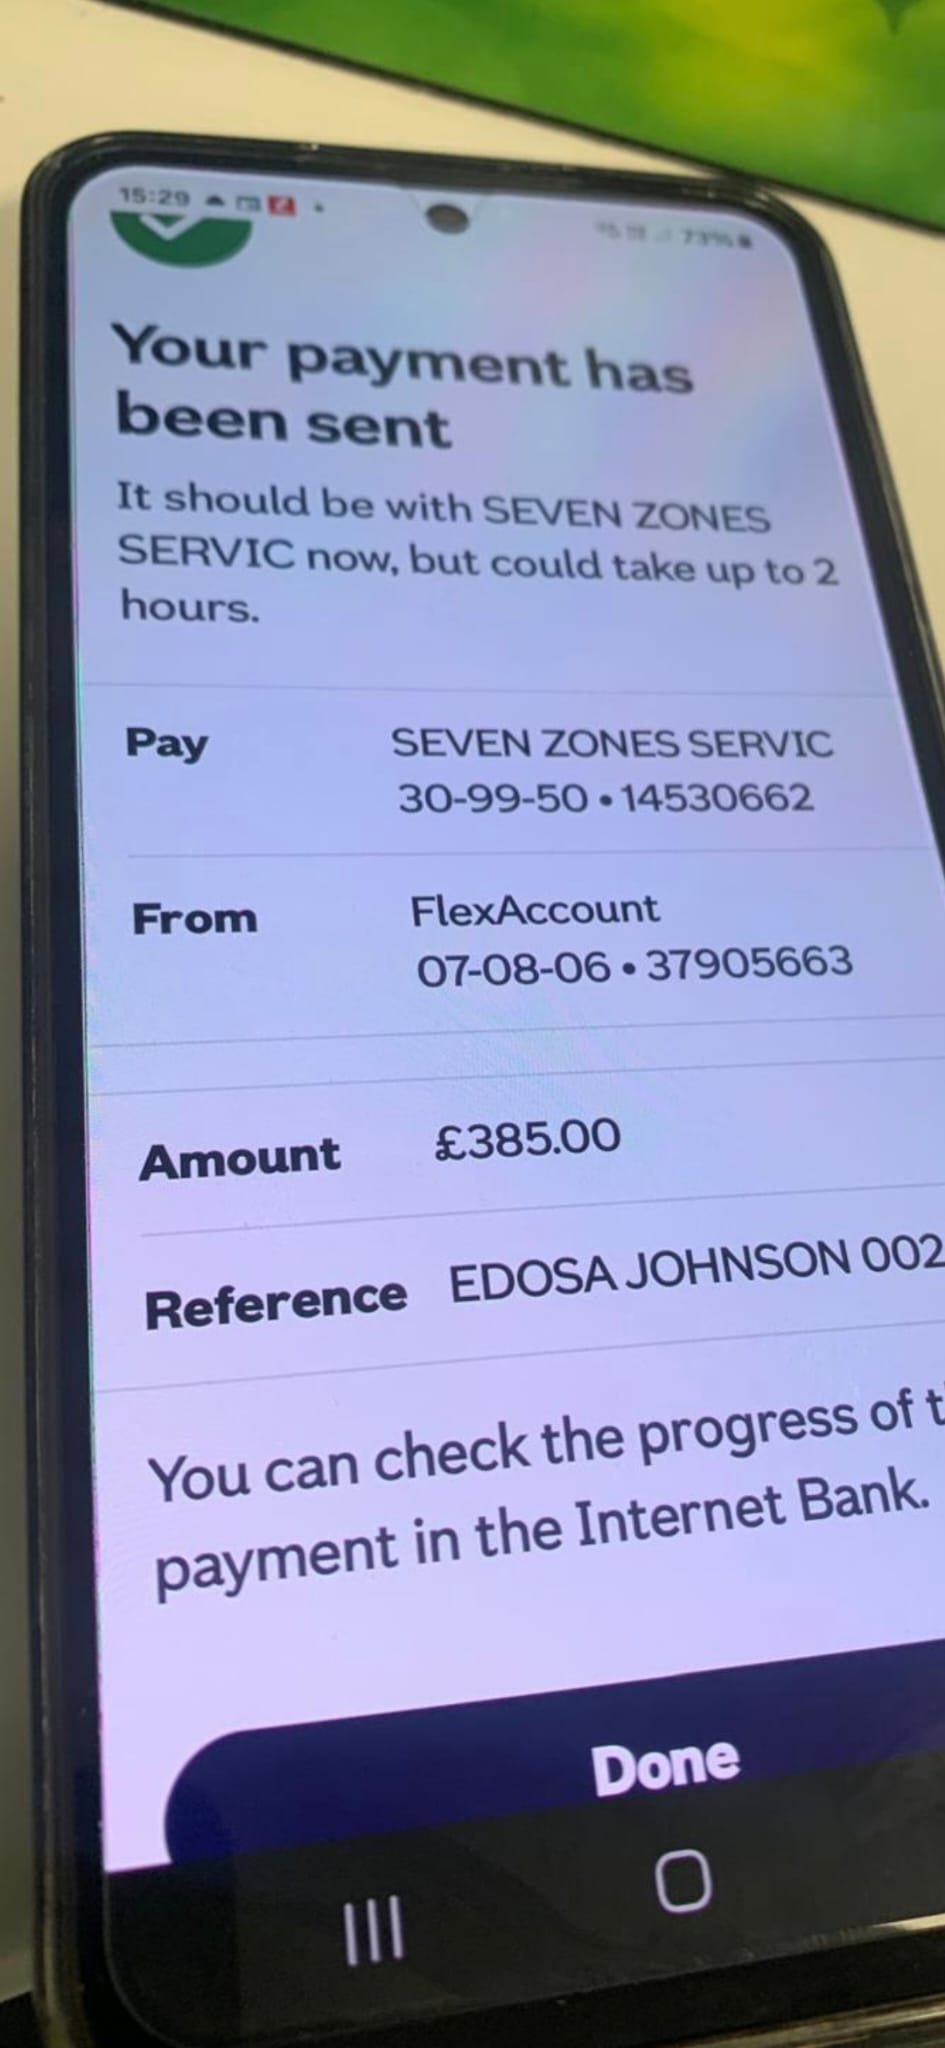 15:29
73%
Your payment has
been sent
It should be with SEVEN ZONES
SERVIC now, but could take up to 2
hours.
Pay SEVEN ZONES SERVIC
30-99-50 • 14530662
From FlexAccount
07-08-06 • 37905663
Amount £385.00
Reference EDOSA JOHNSON 002
You can check the progress of
payment in the Internet Bank.
Done